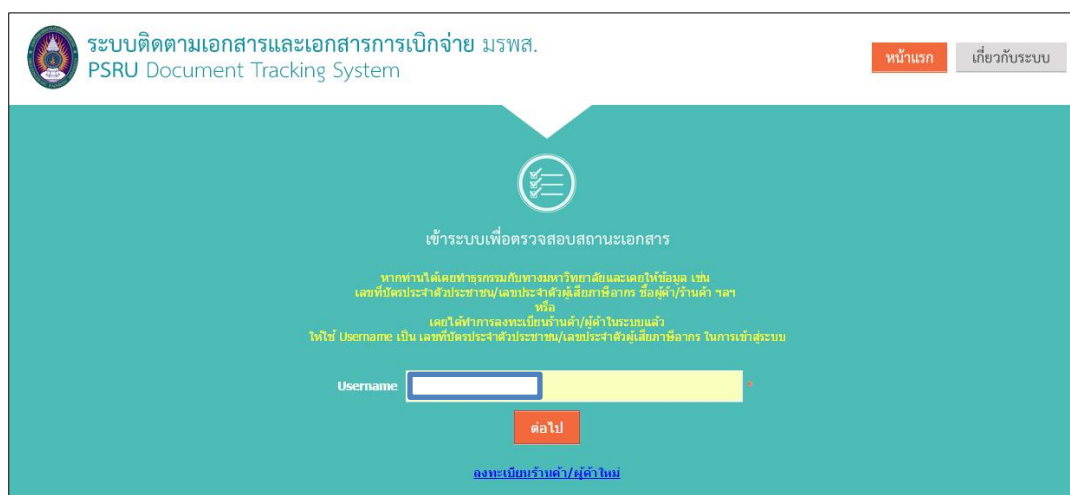 ระบบติดตามเอกสารและเอกสารการเบิกจ่าย มรพส.
PSRU Document Tracking System
หน้าแรก
เกี่ยวกับระบบ
เข้าระบบเพื่อตรวจสอบสถานะเอกสาร
หากท่านได้เคยทำธุรกรรมกับทางมหาวิทยาลัยและเคยให้ข้อมูล เช่น
เลขที่บัตรประจำตัวประชาชน/เลขประจำตัวผู้เสียภาษีอากร ชื่อผู้ค้า/ร้านค้า ฯลฯ
หรือ
เคยได้ทำการลงทะเบียนร้านค้า/ผู้ค้าในระบบแล้ว
ให้ใช้ Username เป็น เลขที่บัตรประจำตัวประชาชน/เลขประจำตัวผู้เสียภาษีอากร ในการเข้าสู่ระบบ
Username *
ต่อไป
ลงทะเบียนร้านค้า/ผู้ค้าใหม่